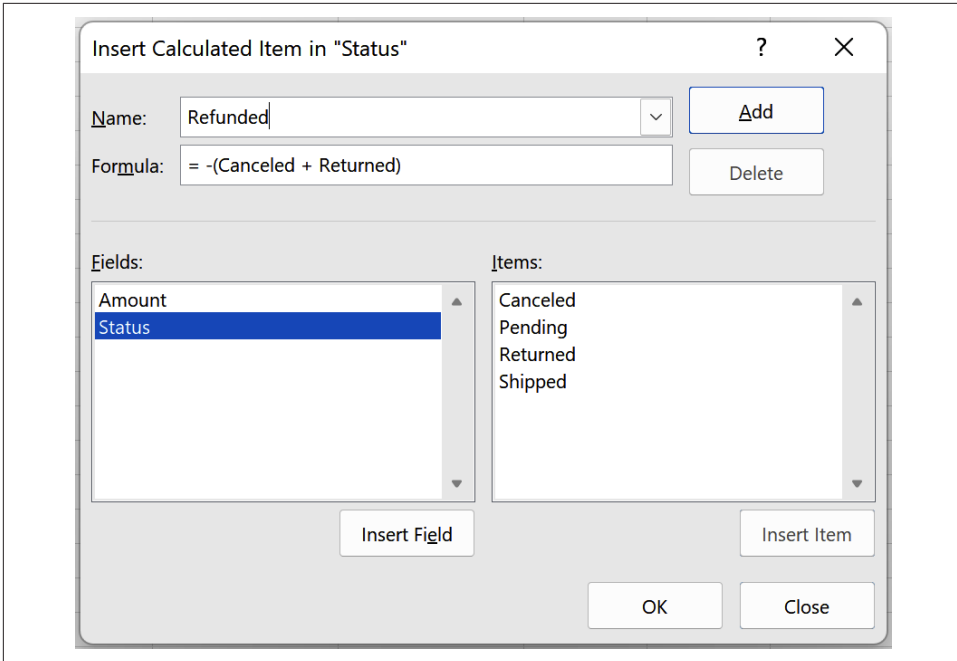 Insert Calculated Item in "Status" ?
Name: Refunded Add
Formula: = -(Canceled + Returned) Delete
Fields: Items:
Amount
Status
Canceled
Pending
Returned
Shipped
Insert Field Insert Item
OK Close